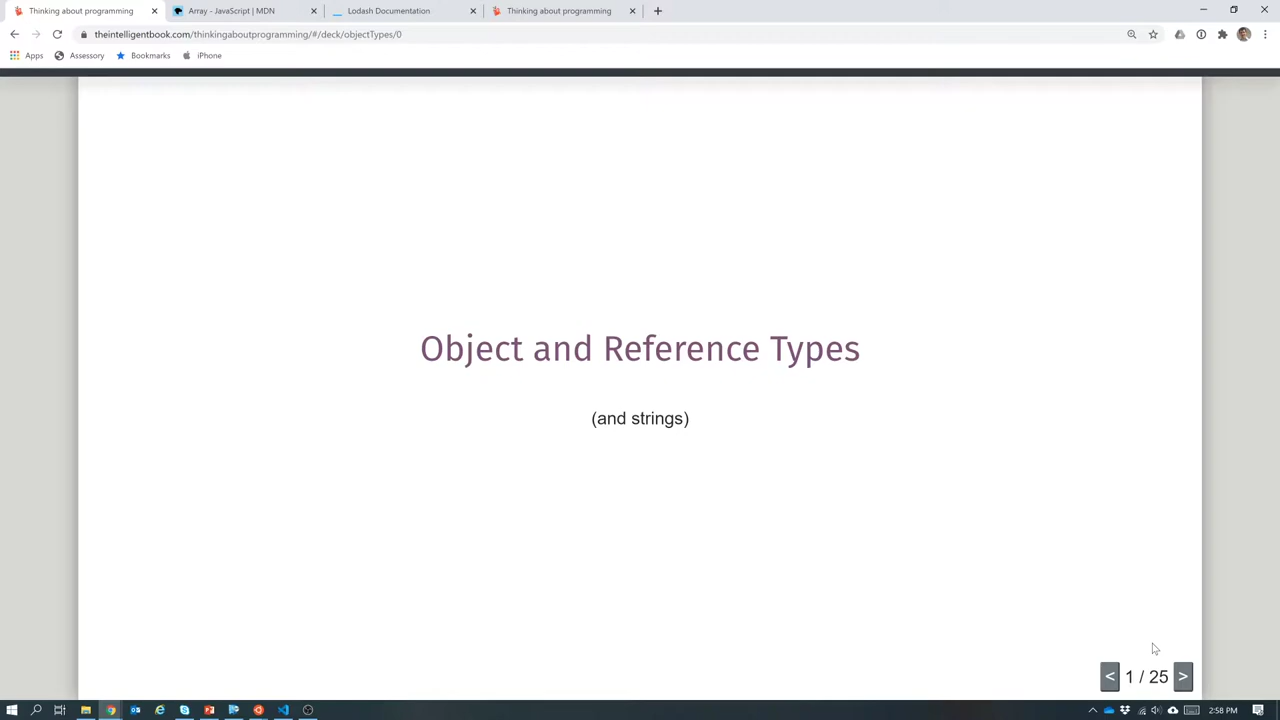 Thinking about programming
Array - JavaScript | MDN
Lodash Documentation
Thinking about programming
theintelligentbook.com/thinkingaboutprogramming/#/deck/objectTypes/0
Apps
Assessory
Bookmarks
iPhone
Object and Reference Types
(and strings)
< 1 / 25 >
2:58 PM